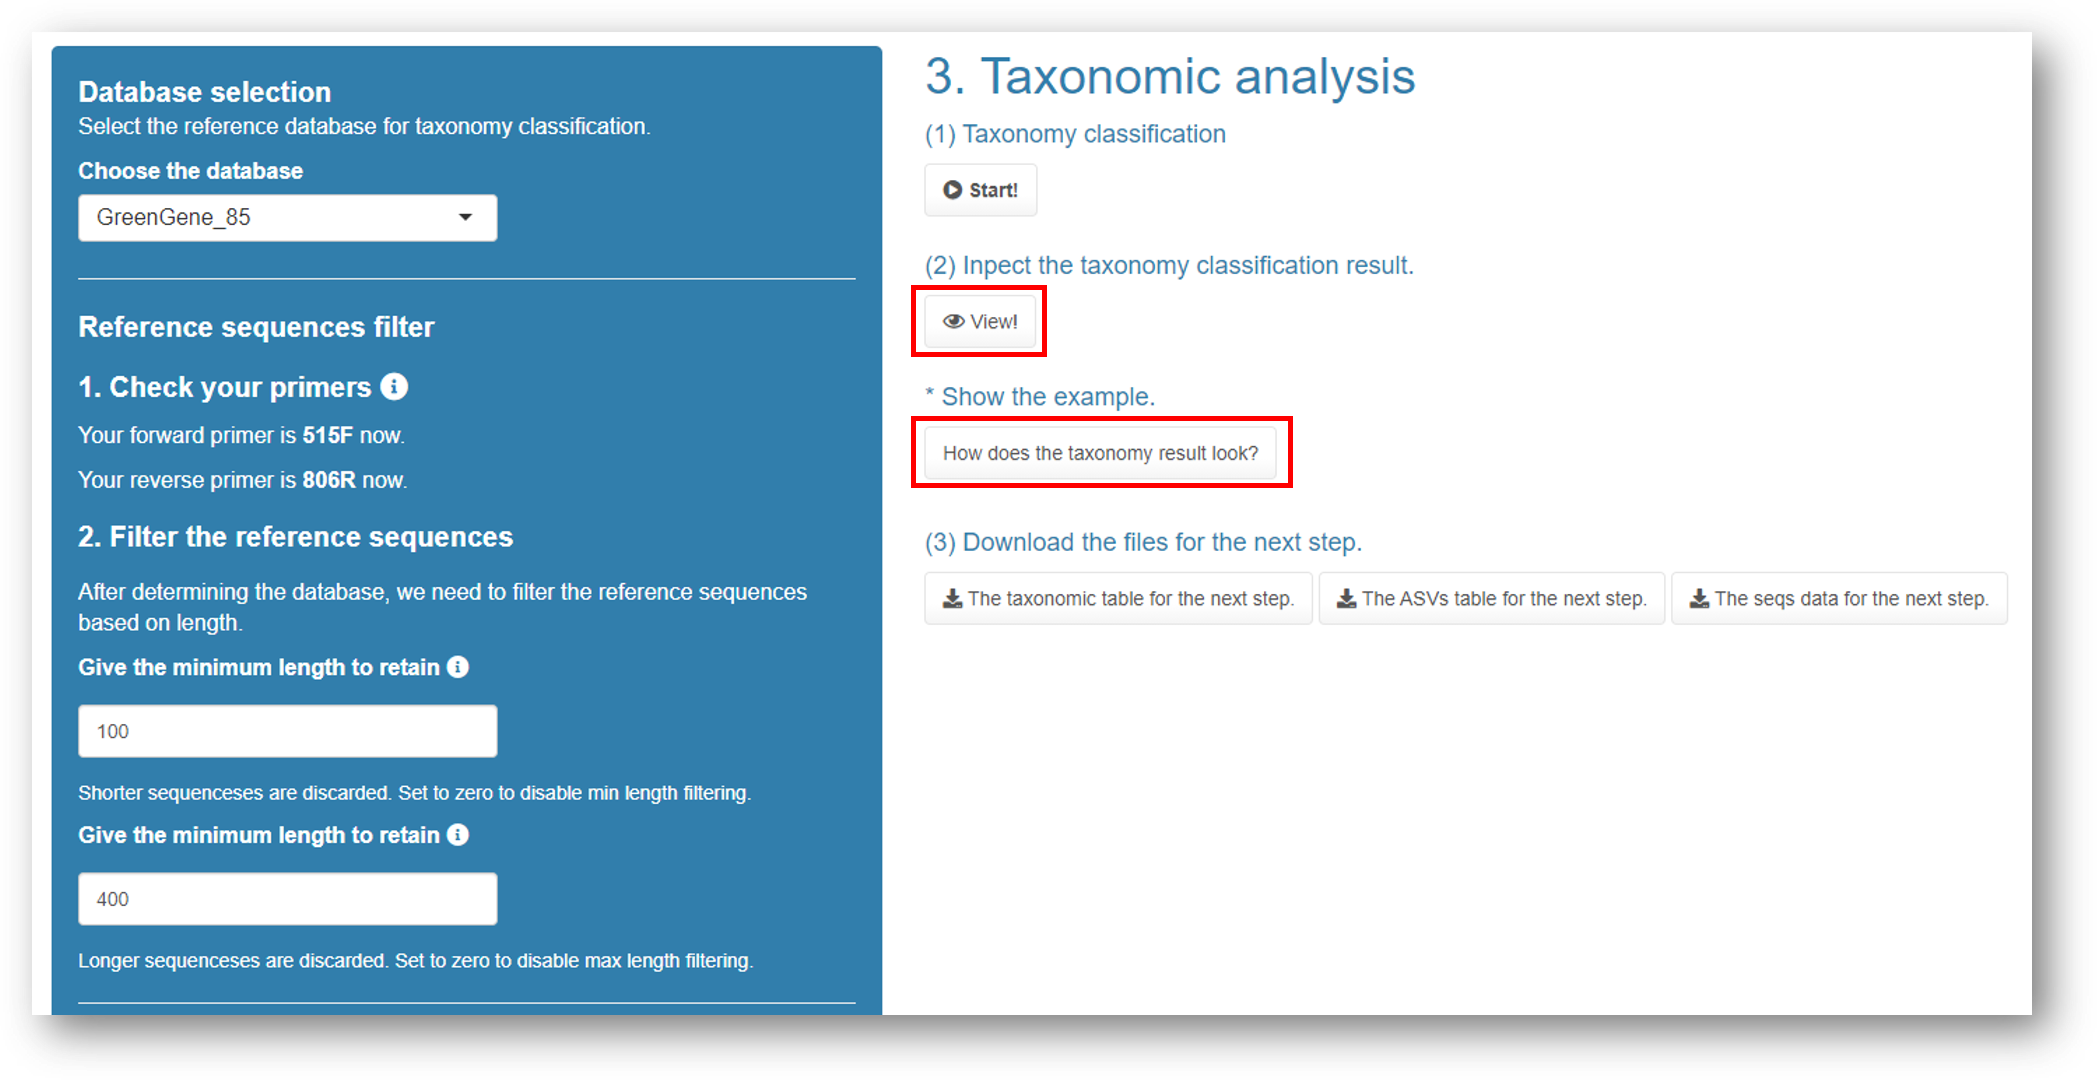 Database selection
Select the reference database for taxonomy classification.
Choose the database
GreenGene_85
Reference sequences filter
1. Check your primers
Your forward primer is 515F now.
Your reverse primer is 806R now.
2. Filter the reference sequences
After determining the database, we need to filter the reference sequences
based on length.
Give the minimum length to retain
100
Shorter sequenceses are discarded. Set to zero to disable min length filtering.
Give the minimum length to retain
400
Longer sequenceses are discarded. Set to zero to disable max length filtering.
3. Taxonomic analysis
(1) Taxonomy classification
Start!
(2) Inpect the taxonomy classification result.
View!
* Show the example.
How does the taxonomy result look?
(3) Download the files for the next step.
The taxonomic table for the next step.
The ASVs table for the next step.
The seqs data for the next step.